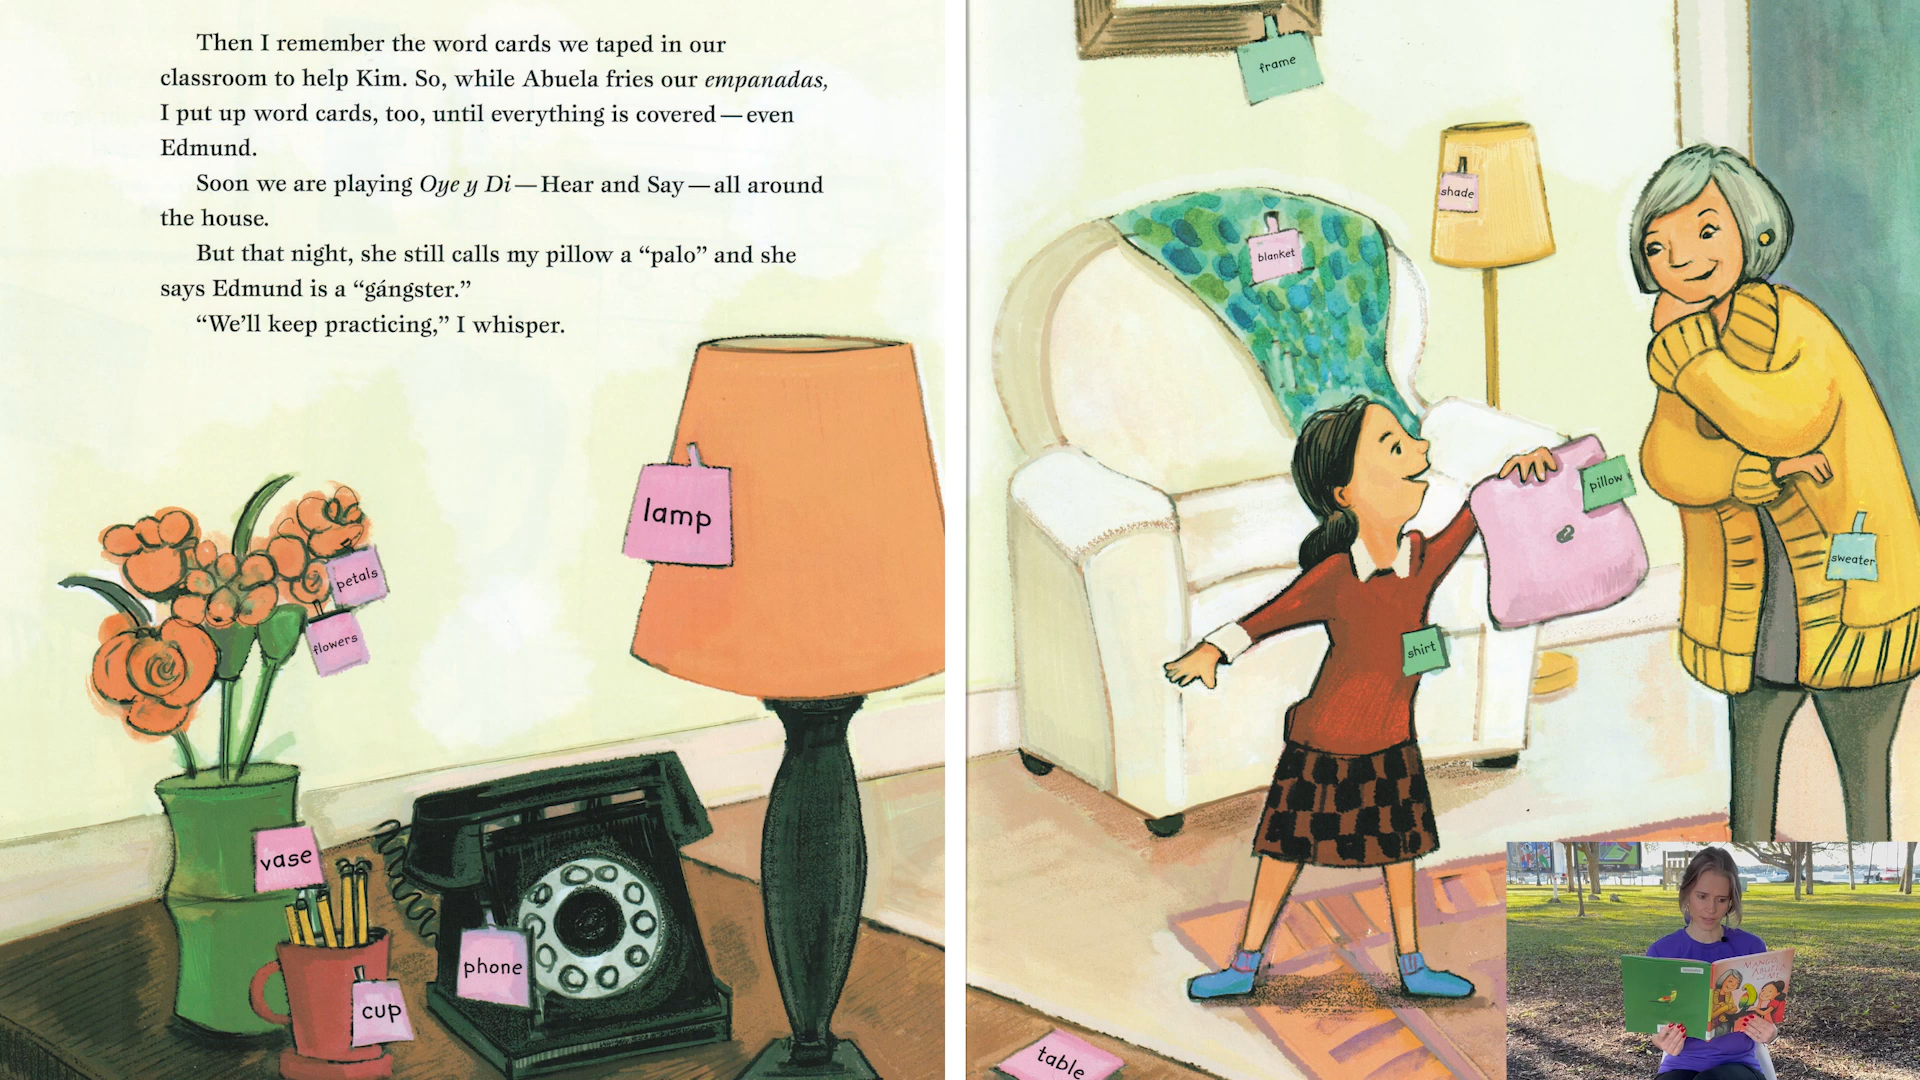 Then I remember the word cards we taped in our
classroom to help Kim. So, while Abuela fries our empanadas,
I put up word cards, too, until everything is covered — even
Edmund.
Soon we are playing Oye y Di — Hear and Say — all around
the house.
But that night, she still calls my pillow a “palo” and she
says Edmund is a “gángster.”
“We’ll keep practicing,” I whisper.
lamp
petals
flowers
vase
phone
cup
frame
shade
blanket
pillow
sweater
shirt
table
MANGO,
ABUELA
AND ME